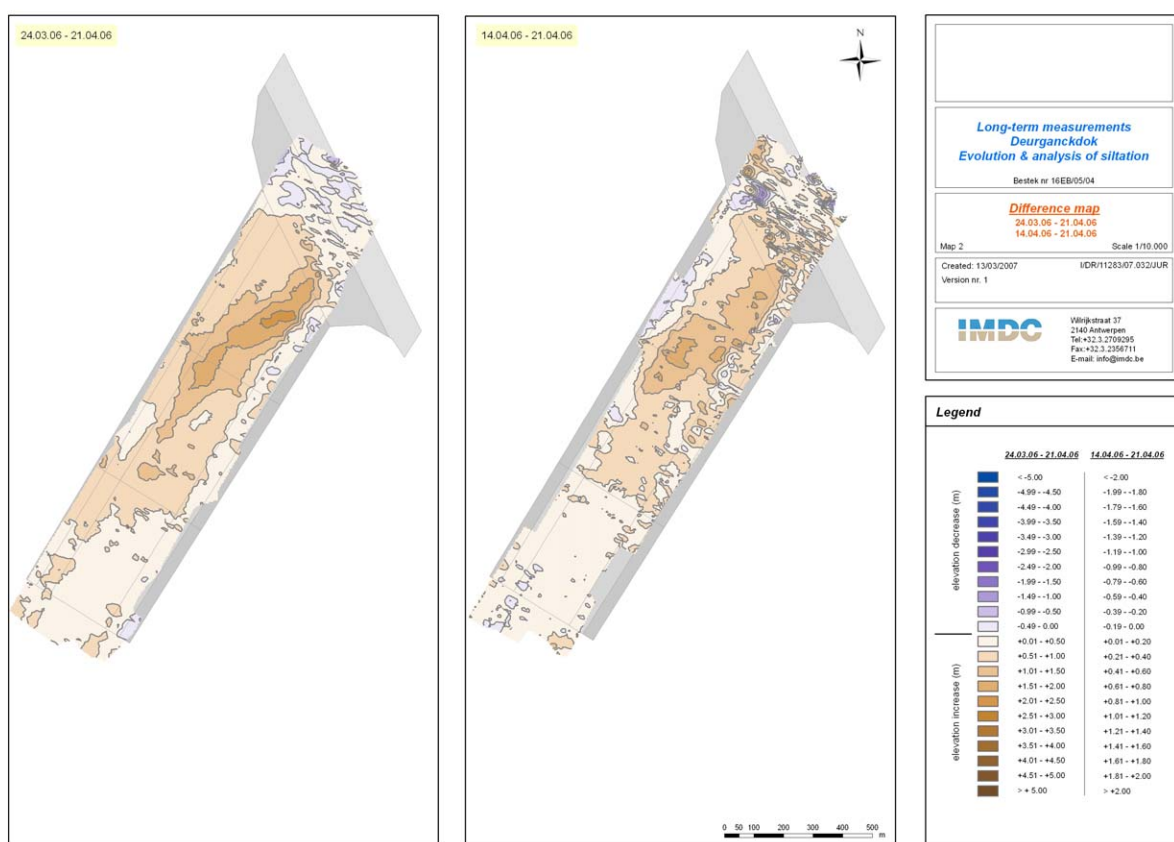 24.03.06 - 21.04.06
14.04.06 - 21.04.06
N
0 50 100 200 300 400 500
m
Long-term measurements
Deurganckdok
Evolution & analysis of siltation
Bestek nr 16EB/05/04
Difference map
24.03.06 - 21.04.06
14.04.06 - 21.04.06
Map 2 Scale 1/10.000
Created: 13/03/2007 I/DR/11283/07.032/JUR
Version nr. 1
IMDC
Wilrijkstraat 37
2140 Antwerpen
Tel:+32.3.2709295
Fax:+32.3.2356711
E-mail: info@imdc.be
Legend
24.03.06 - 21.04.06 14.04.06 - 21.04.06
elevation decrease (m)
< -5.00 < -2.00
-4.99 - -4.50 -1.99 - -1.80
-4.49 - -4.00 -1.79 - -1.60
-3.99 - -3.50 -1.59 - -1.40
-3.49 - -3.00 -1.39 - -1.20
-2.99 - -2.50 -1.19 - -1.00
-2.49 - -2.00 -0.99 - -0.80
-1.99 - -1.50 -0.79 - -0.60
-1.49 - -1.00 -0.59 - -0.40
-0.99 - -0.50 -0.39 - -0.20
-0.49 - 0.00 -0.19 - 0.00
elevation increase (m)
+0.01 - +0.50 +0.01 - +0.20
+0.51 - +1.00 +0.21 - +0.40
+1.01 - +1.50 +0.41 - +0.60
+1.51 - +2.00 +0.61 - +0.80
+2.01 - +2.50 +0.81 - +1.00
+2.51 - +3.00 +1.01 - +1.20
+3.01 - +3.50 +1.21 - +1.40
+3.51 - +4.00 +1.41 - +1.60
+4.01 - +4.50 +1.61 - +1.80
+4.51 - +5.00 +1.81 - +2.00
> + 5.00 > +2.00